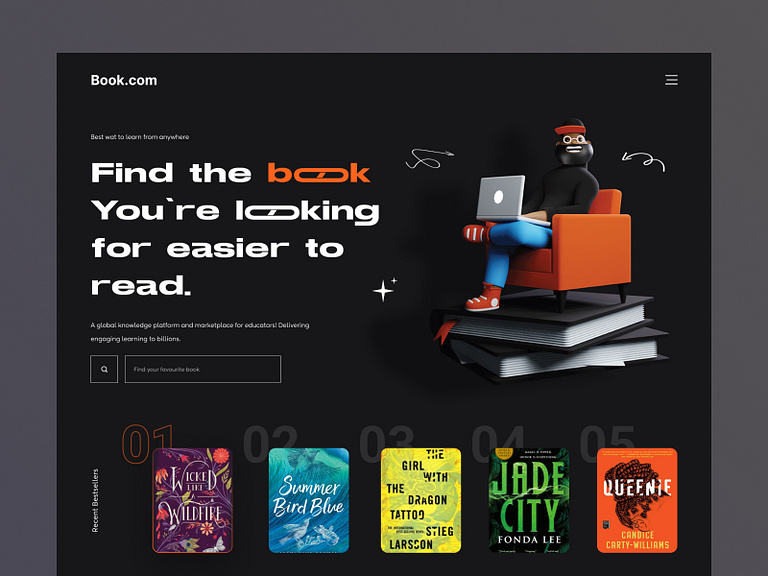 Book.com
Best wat to learn from anywhere
Find the book
You`re looking
for easier to
read.
A global knowledge platform and marketplace for educators! Delivering
engaging learning to billions.
Find your favourite book
01 02 03 04 05
Recent Bestsellers
WICKED
LIKE
WILDFIRE
Summer
Bird Blue
THE
GIRL
WITH
THE
DRAGON
TATTOO
STIEG
LARSSON
JADE
CITY
FONDA LEE
QUEENIE
CANDICE
CARTY-WILLIAMS